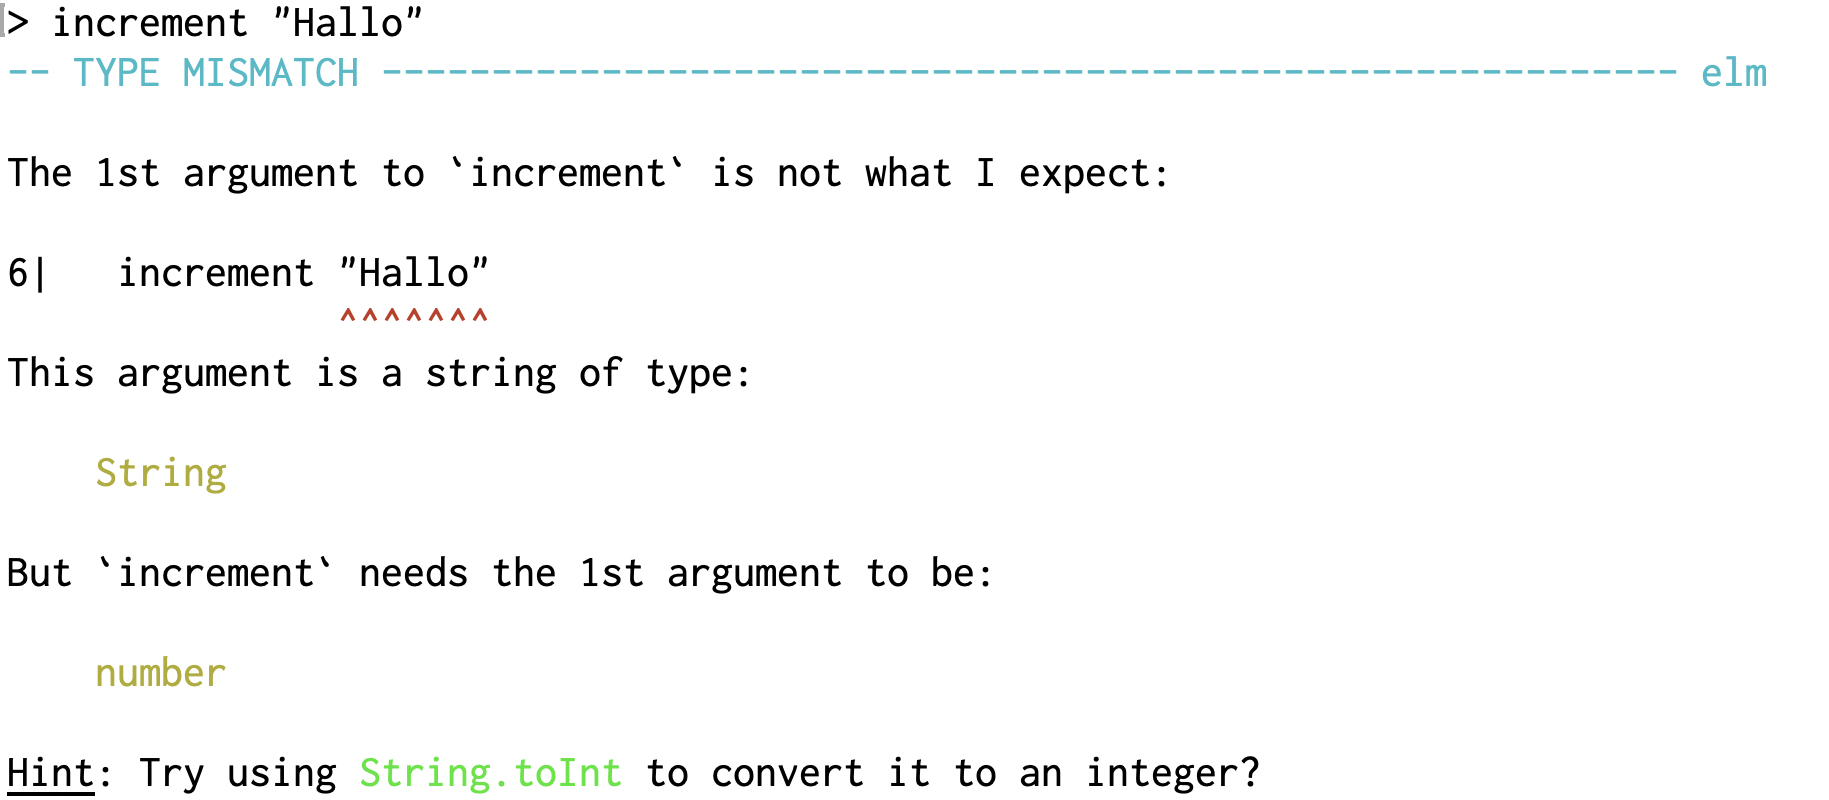 > increment "Hallo"
-- TYPE MISMATCH ----------------------------------------------------------- elm
The 1st argument to `increment` is not what I expect:
6|   increment "Hallo"
^^^^^^^
This argument is a string of type:
String
But `increment` needs the 1st argument to be:
number
Hint: Try using String.toInt to convert it to an integer?